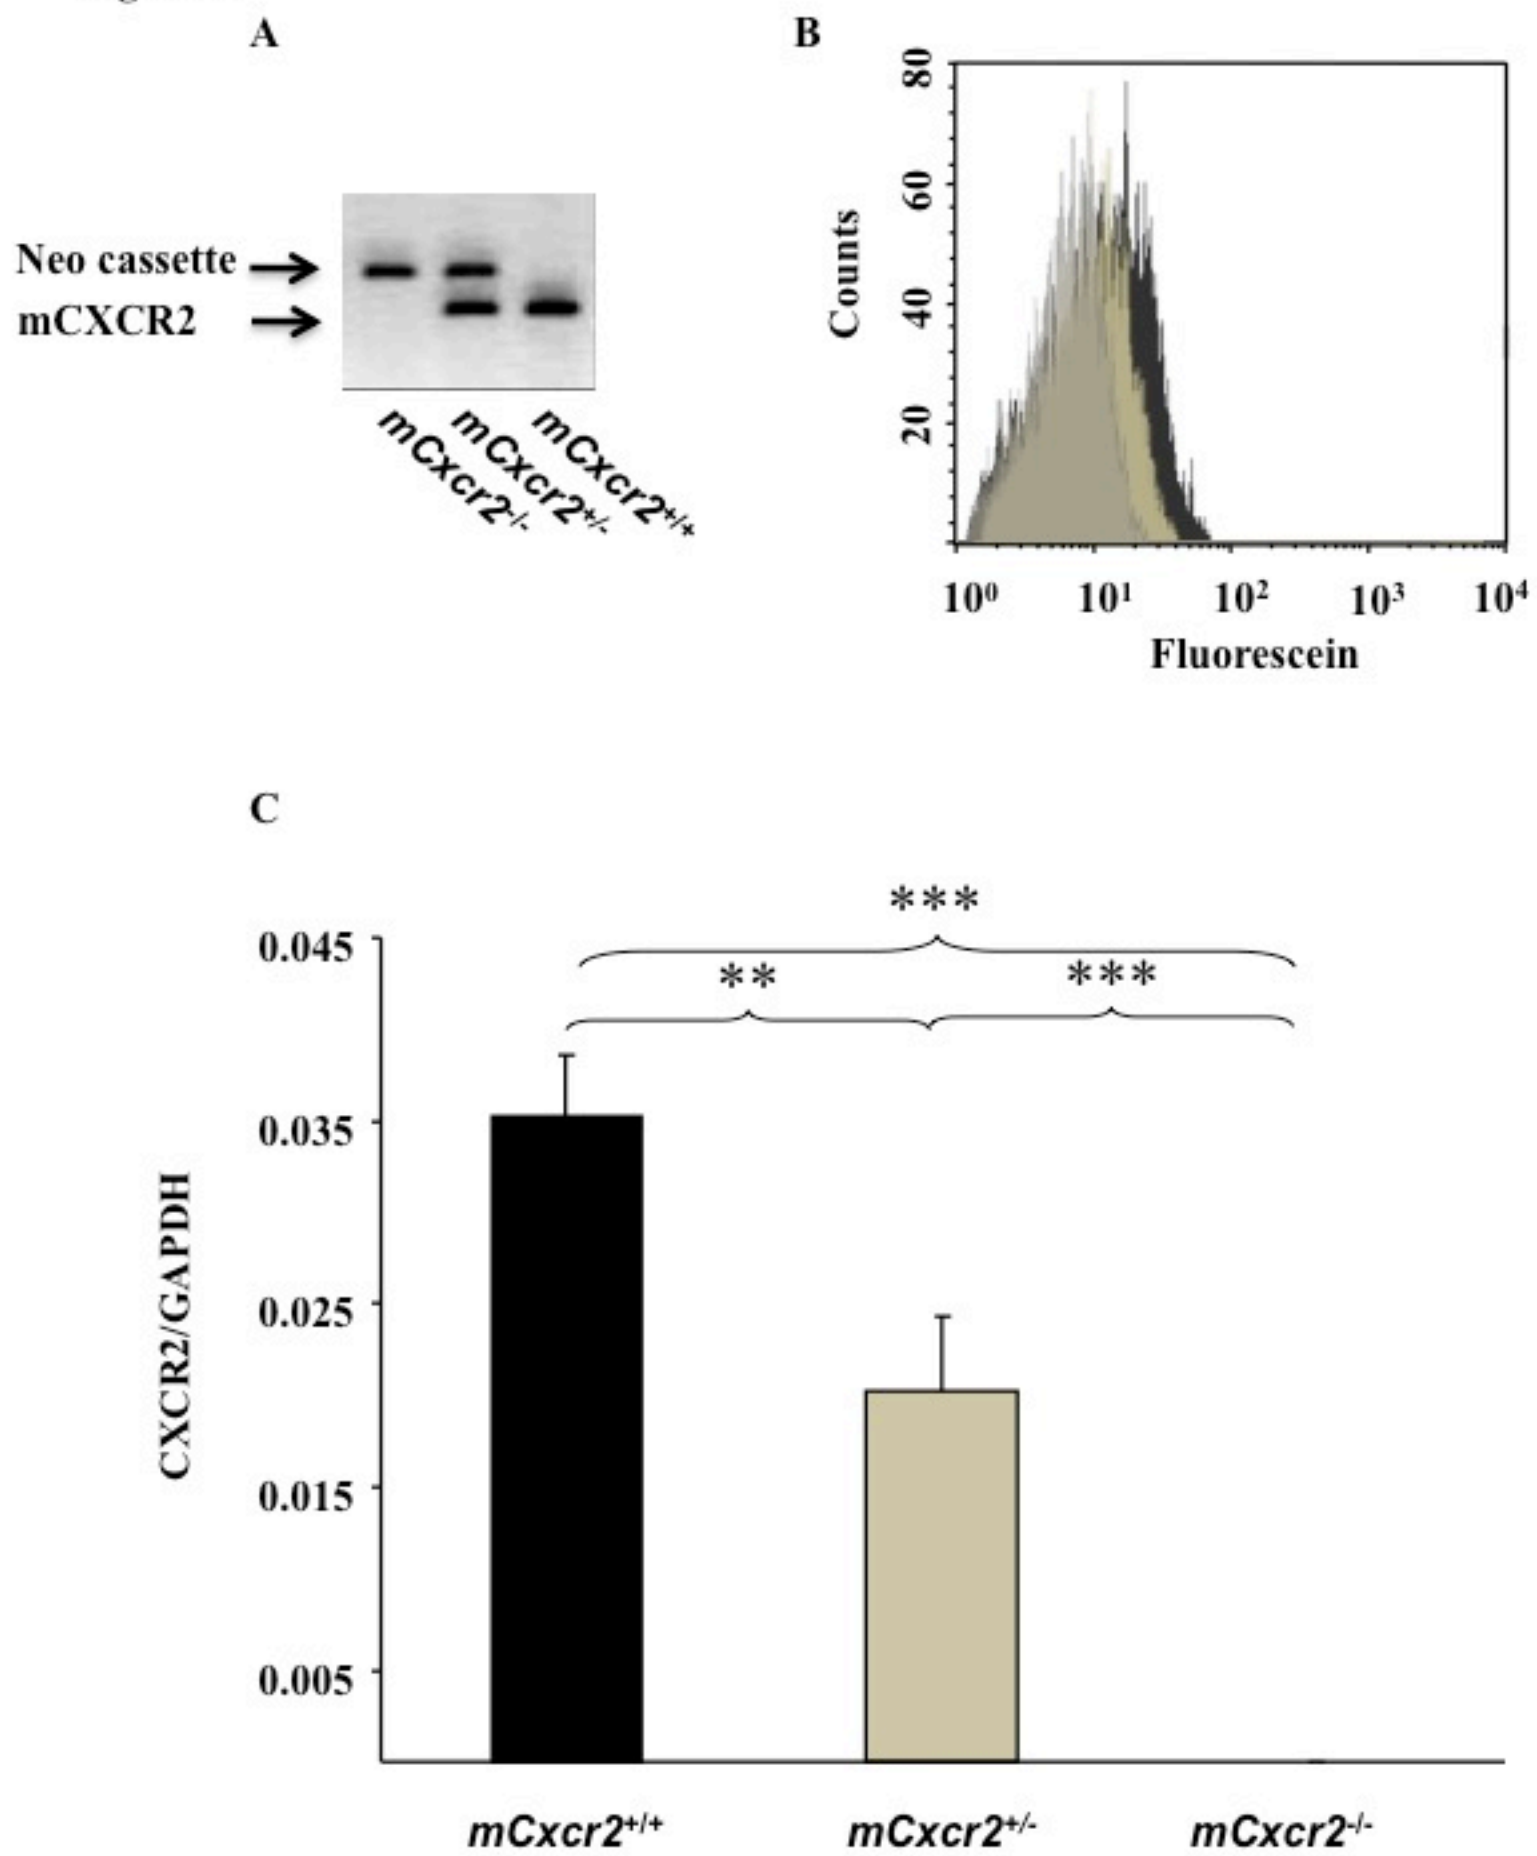 A
Neo cassette
mCXCR2
mCxcr2-/-
mCxcr2+/-
mCxcr2+/+
B
80
60
40
20
Counts
10⁰ 10¹ 10² 10³ 10⁴
Fluorescein
C
***
** ***
0.045
0.035
0.025
0.015
0.005
CXCR2/GAPDH
mCxcr2+/+ mCxcr2+/- mCxcr2-/-